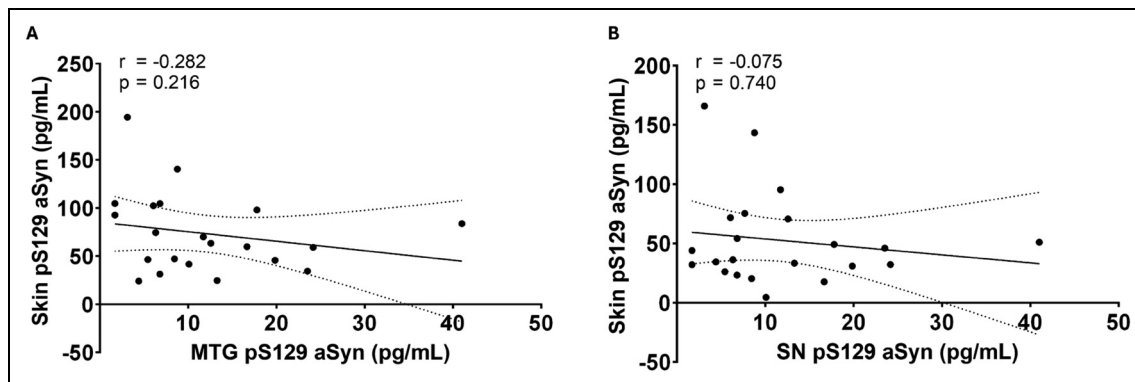 A
r = -0.282
p = 0.216
Skin pS129 aSyn (pg/mL)
250
200
150
100
50
0
-50
10
20
30
40
50
MTG pS129 aSyn (pg/mL)
B
r = -0.075
p = 0.740
Skin pS129 aSyn (pg/mL)
200
150
100
50
0
-50
10
20
30
40
50
SN pS129 aSyn (pg/mL)